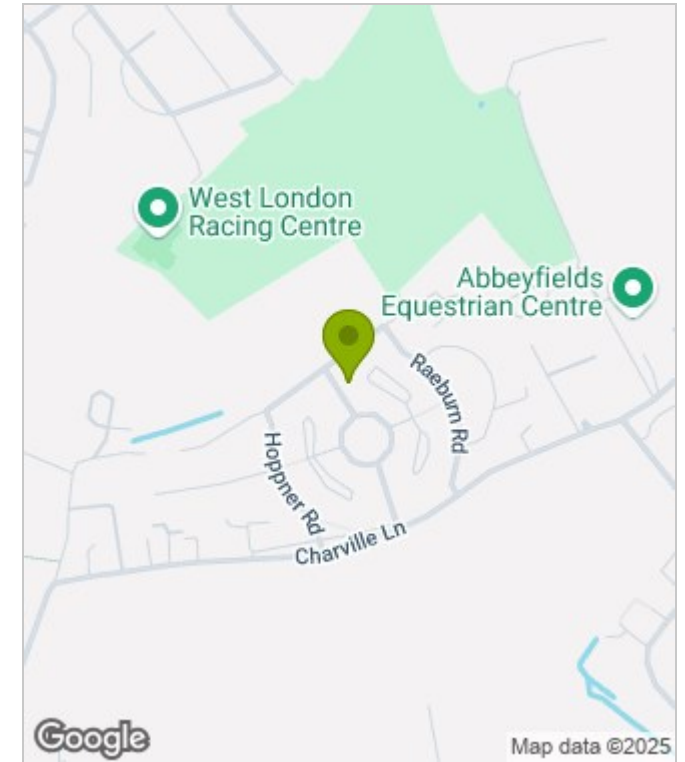 West London
Racing Centre
Abbeyfields
Equestrian Centre
Raeburn Rd
Hoppner Rd
Charville Ln
Google
Map data ©2025